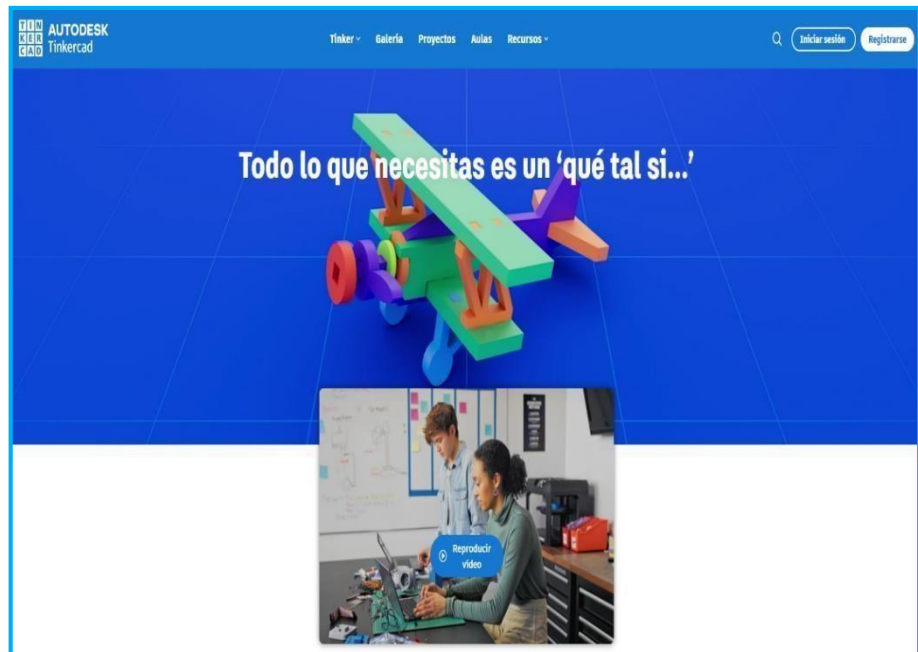 TIN
KER
CAD
AUTODESK
Tinkercad
Tinker Galería Proyectos Aulas Recursos
Iniciar sesión Registrarse
Todo lo que necesitas es un ‘qué tal si...’
Reproducir
vídeo